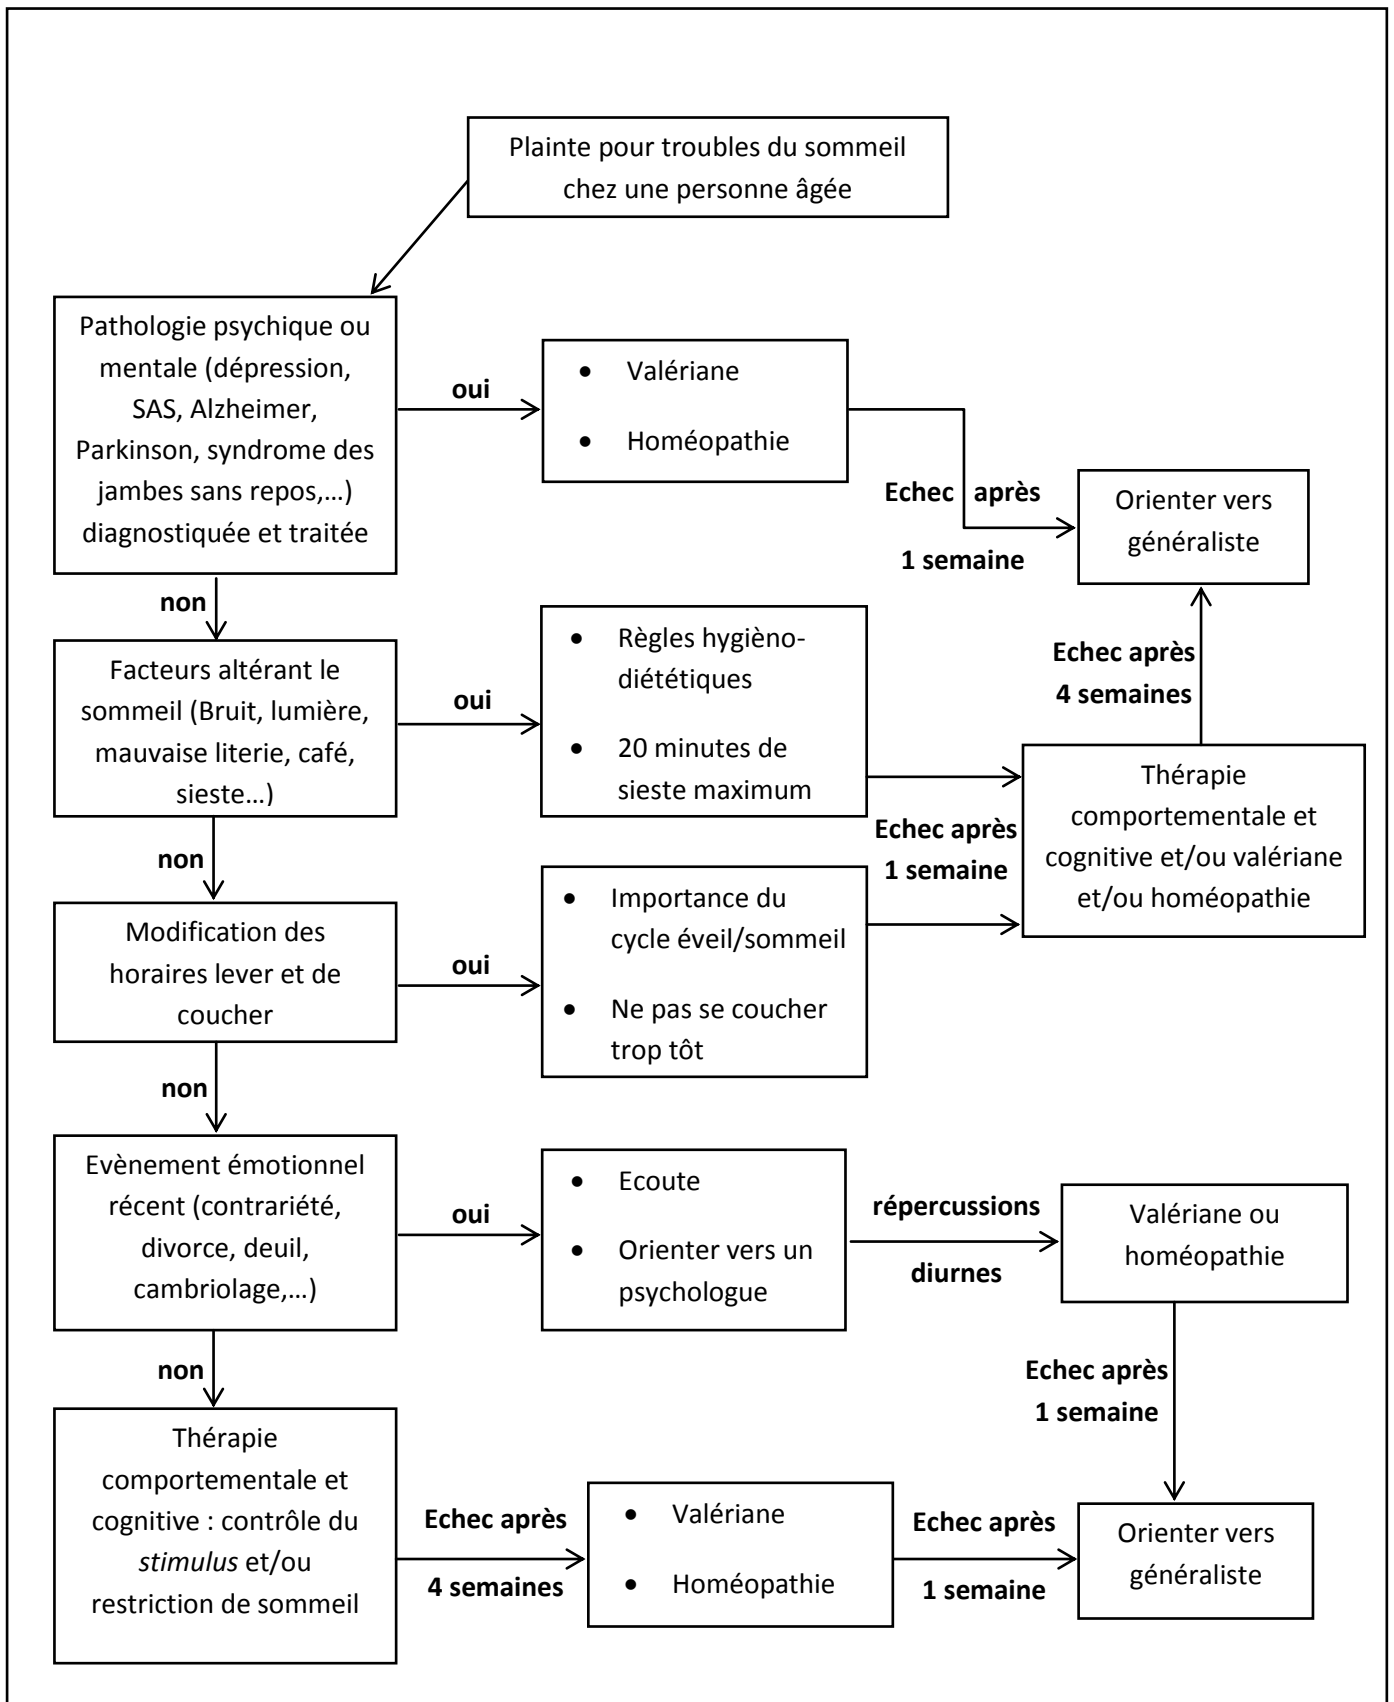 Plainte pour troubles du sommeil
chez une personne âgée
Pathologie psychique ou
mentale (dépression,
SAS, Alzheimer,
Parkinson, syndrome des
jambes sans repos,…)
diagnostiquée et traitée
oui
• Valériane
• Homéopathie
Echec après
1 semaine
Orienter vers
généraliste
non
Facteurs altérant le
sommeil (Bruit, lumière,
mauvaise literie, café,
sieste…)
oui
• Règles hygièno-
diététiques
• 20 minutes de
sieste maximum
Echec après
4 semaines
Thérapie
comportementale et
cognitive et/ou valériane
et/ou homéopathie
Echec après
1 semaine
non
Modification des
horaires lever et de
coucher
oui
• Importance du
cycle éveil/sommeil
• Ne pas se coucher
trop tôt
non
Evènement émotionnel
récent (contrariété,
divorce, deuil,
cambriolage,…)
oui
• Ecoute
• Orienter vers un
psychologue
répercussions
diurnes
Valériane ou
homéopathie
Echec après
1 semaine
non
Thérapie
comportementale et
cognitive : contrôle du
stimulus et/ou
restriction de sommeil
Echec après
4 semaines
• Valériane
• Homéopathie
Echec après
1 semaine
Orienter vers
généraliste